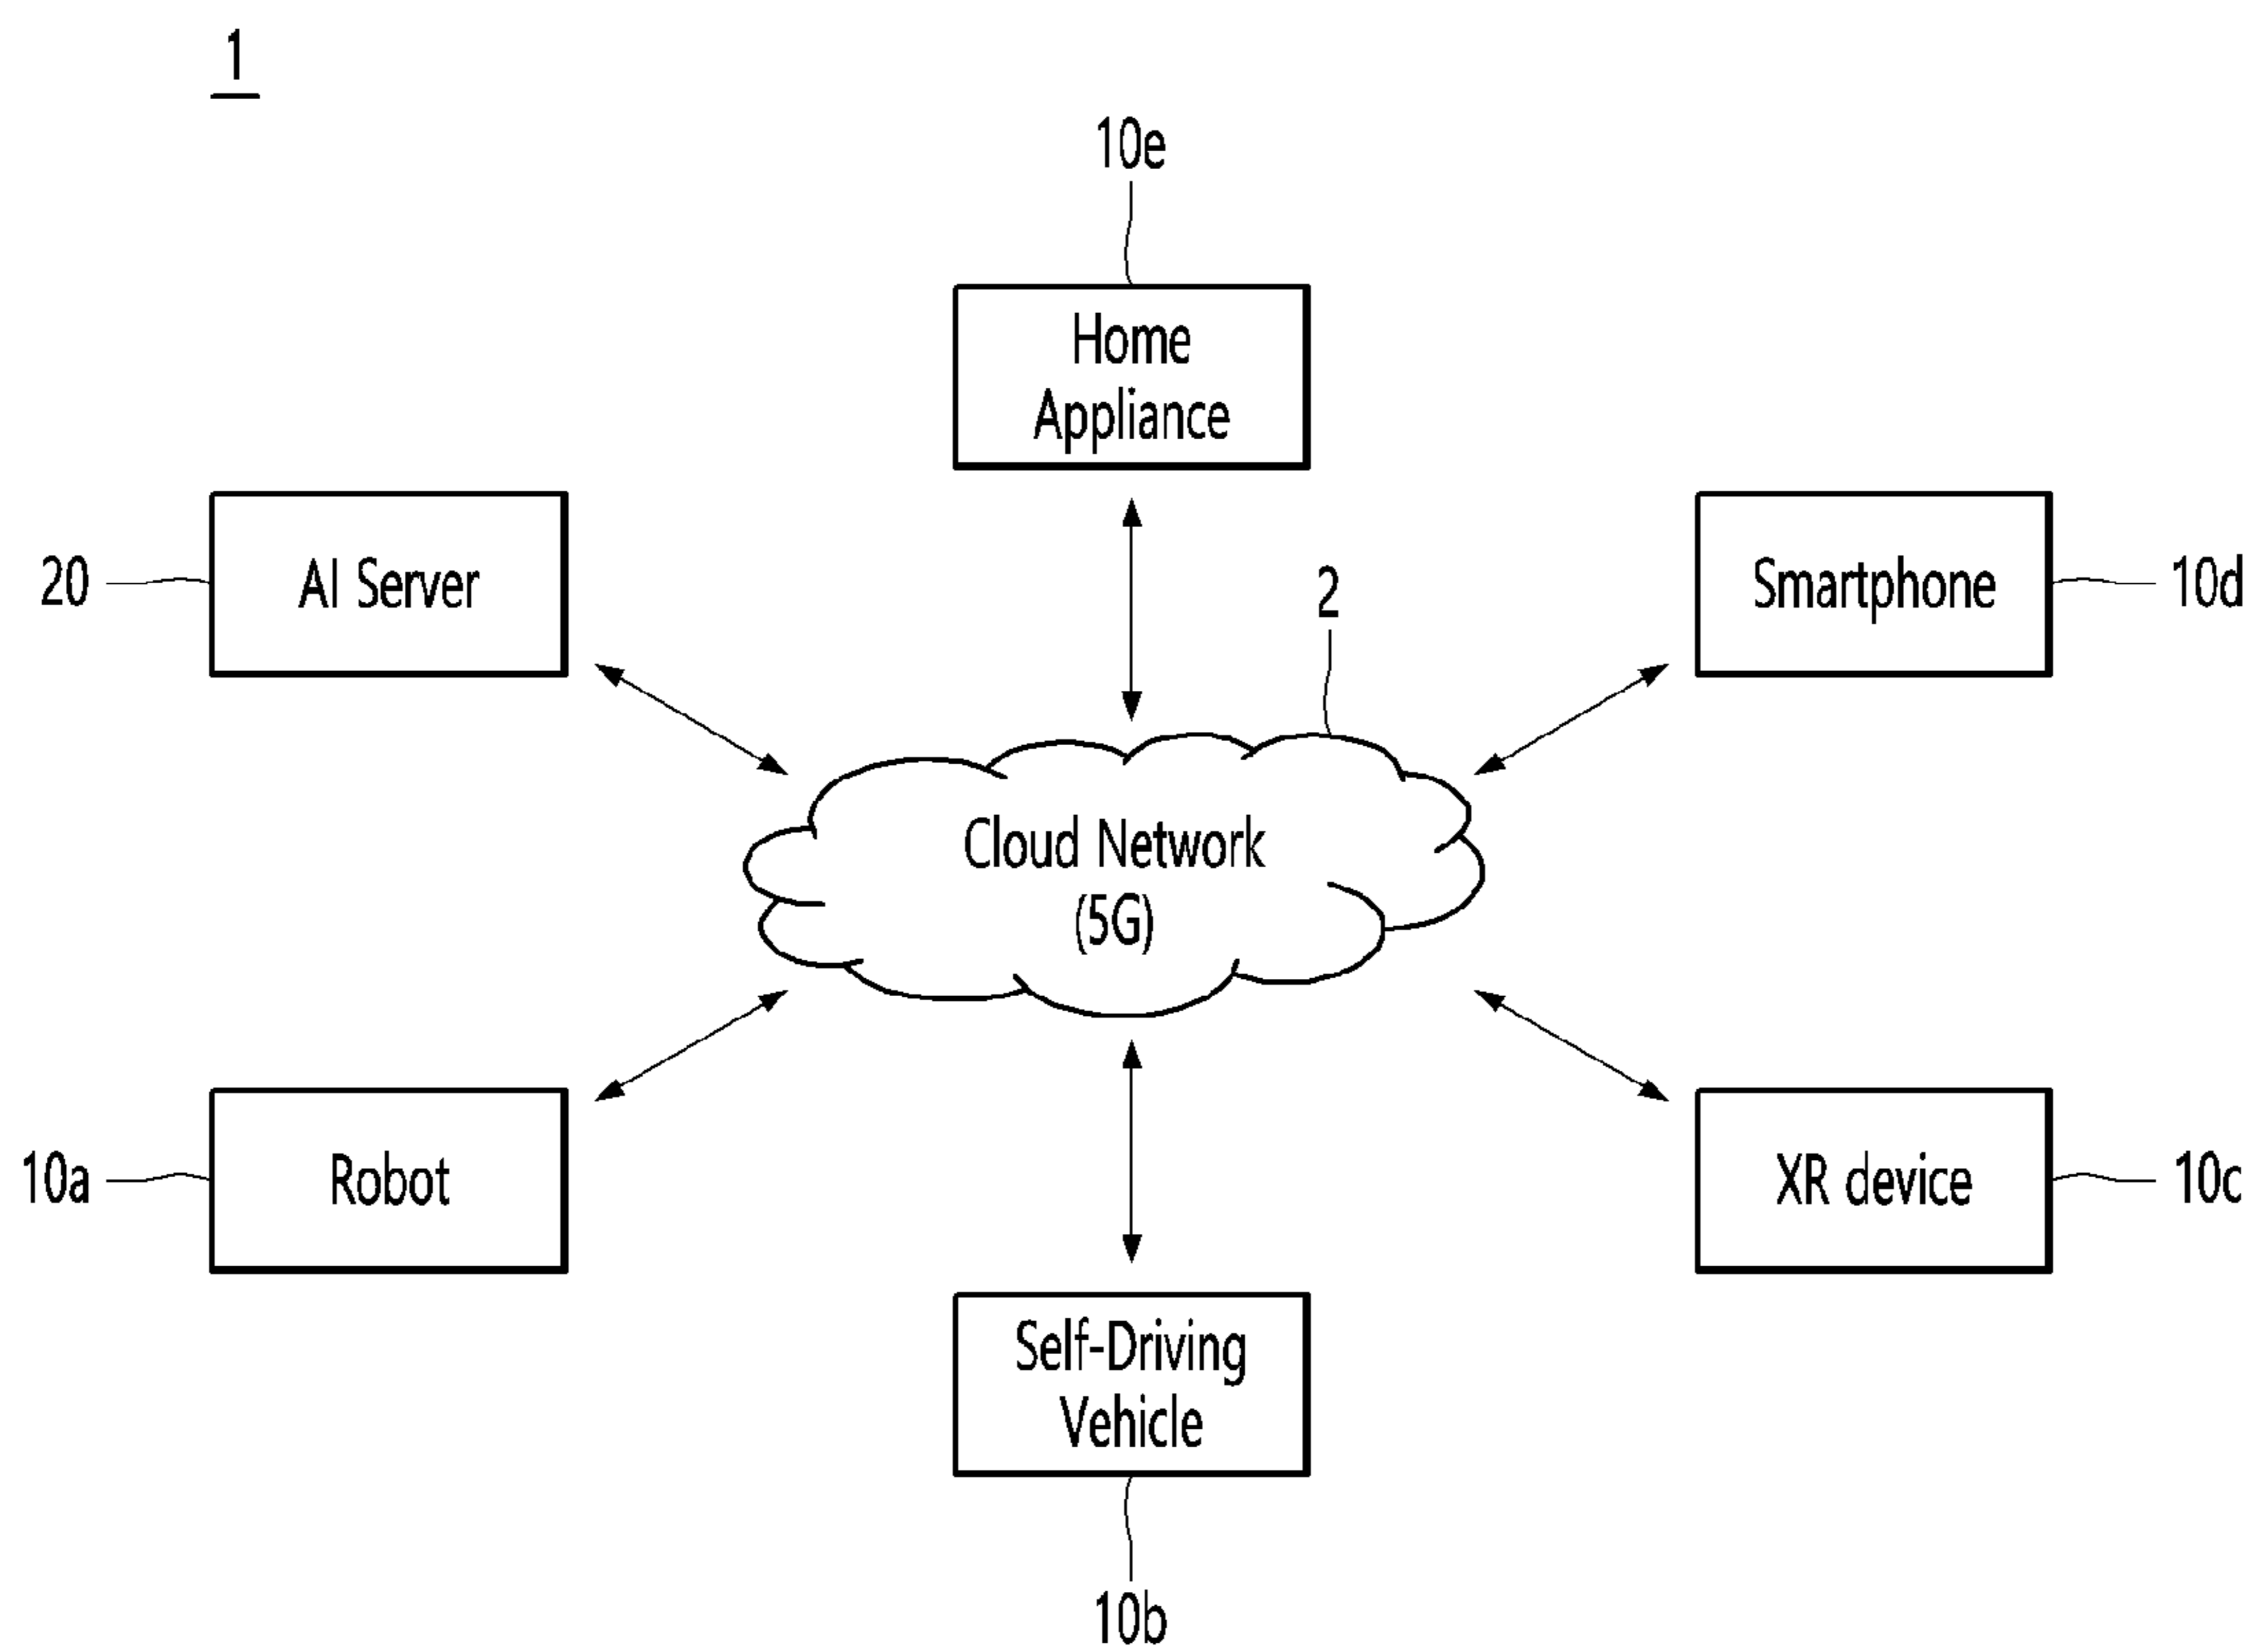 1
10e
Home
Appliance
20
AI Server
2
Smartphone
10d
Cloud Network
(5G)
10a
Robot
XR device
10c
Self-Driving
Vehicle
10b